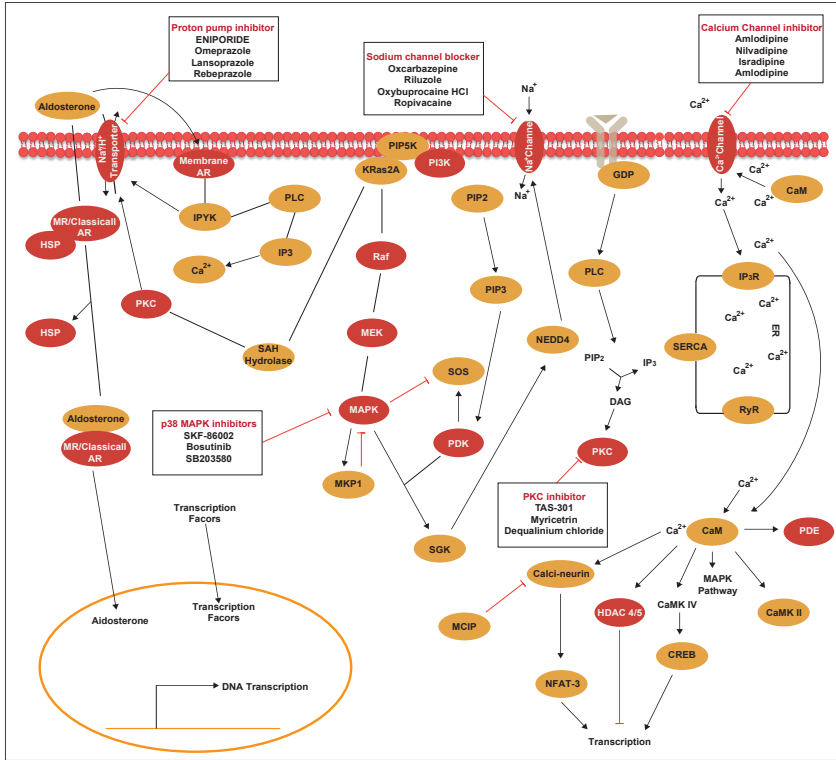 Proton pump inhibitor
ENIPORIDE
Omeprazole
Lansoprazole
Rebeprazole
Sodium channel blocker
Oxcarbazepine
Riluzole
Oxybuprocaine HCl
Ropivacaine
Calcium Channel inhibitor
Amlodipine
Nilvadipine
Isradipine
Amlodipine
Aldosterone
Na⁺/H⁺
Transporter
Membrane
AR
PIP5K
KRas2A
PI3K
Na⁺
Na⁺Channel
Na⁺
GDP
Ca²⁺
Ca²⁺Channel
Ca²⁺
Ca²⁺
Ca²⁺
CaM
MR/Classicall
AR
HSP
IPYK
PLC
IP3
Ca²⁺
PIP2
Ca²⁺
PKC
HSP
Raf
MEK
SAH
Hydrolase
PIP3
NEDD4
PLC
PIP₂
IP₃
DAG
IP₃R
Ca²⁺
Ca²⁺
Ca²⁺
Ca²⁺
ER
SERCA
RyR
Aldosterone
MR/Classicall
AR
p38 MAPK inhibitors
SKF-86002
Bosutinib
SB203580
MAPK
SOS
PDK
MKP1
SGK
PKC
PKC inhibitor
TAS-301
Myricetrin
Dequalinium chloride
Ca²⁺
Ca²⁺
CaM
PDE
Transcription
Facors
Transcription
Facors
Aidosterone
DNA Transcription
Calci-neurin
MCIP
NFAT-3
HDAC 4/5
CaMK IV
MAPK
Pathway
CaMK II
CREB
Transcription